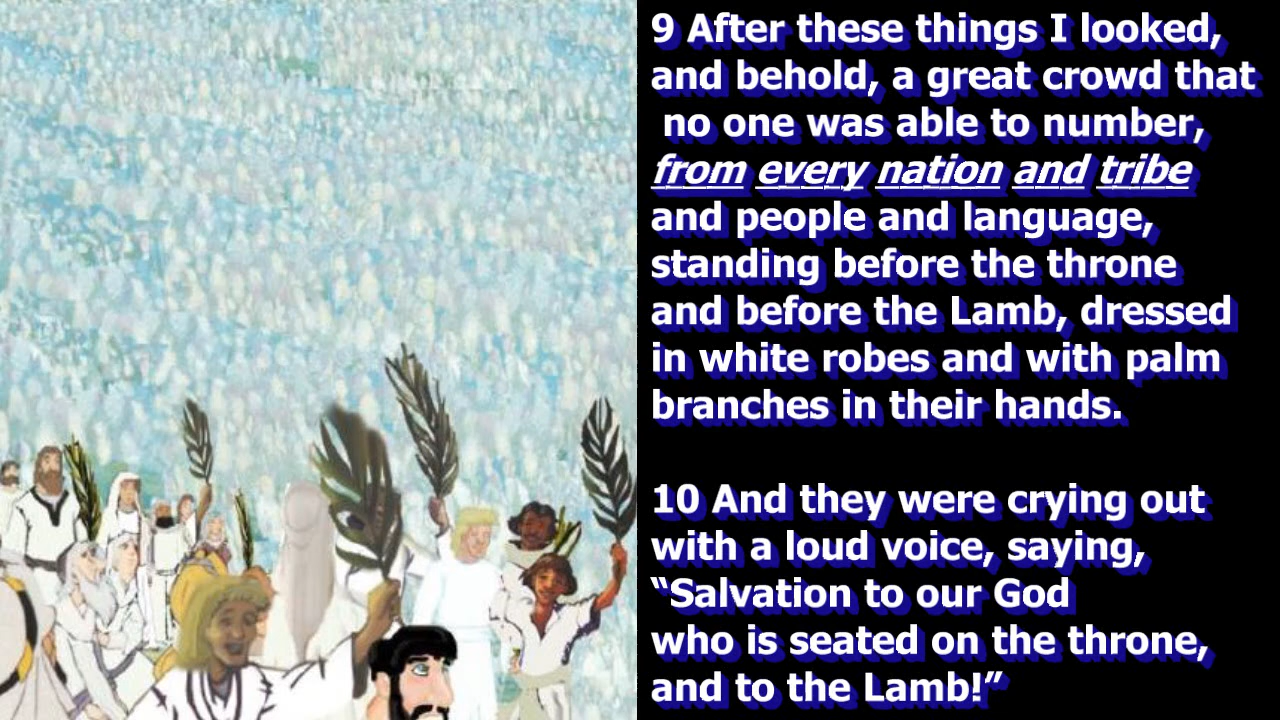 9 After these things I looked,
and behold, a great crowd that
no one was able to number,
from every nation and tribe
and people and language,
standing before the throne
and before the Lamb, dressed
in white robes and with palm
branches in their hands.
10 And they were crying out
with a loud voice, saying,
“Salvation to our God
who is seated on the throne,
and to the Lamb!”